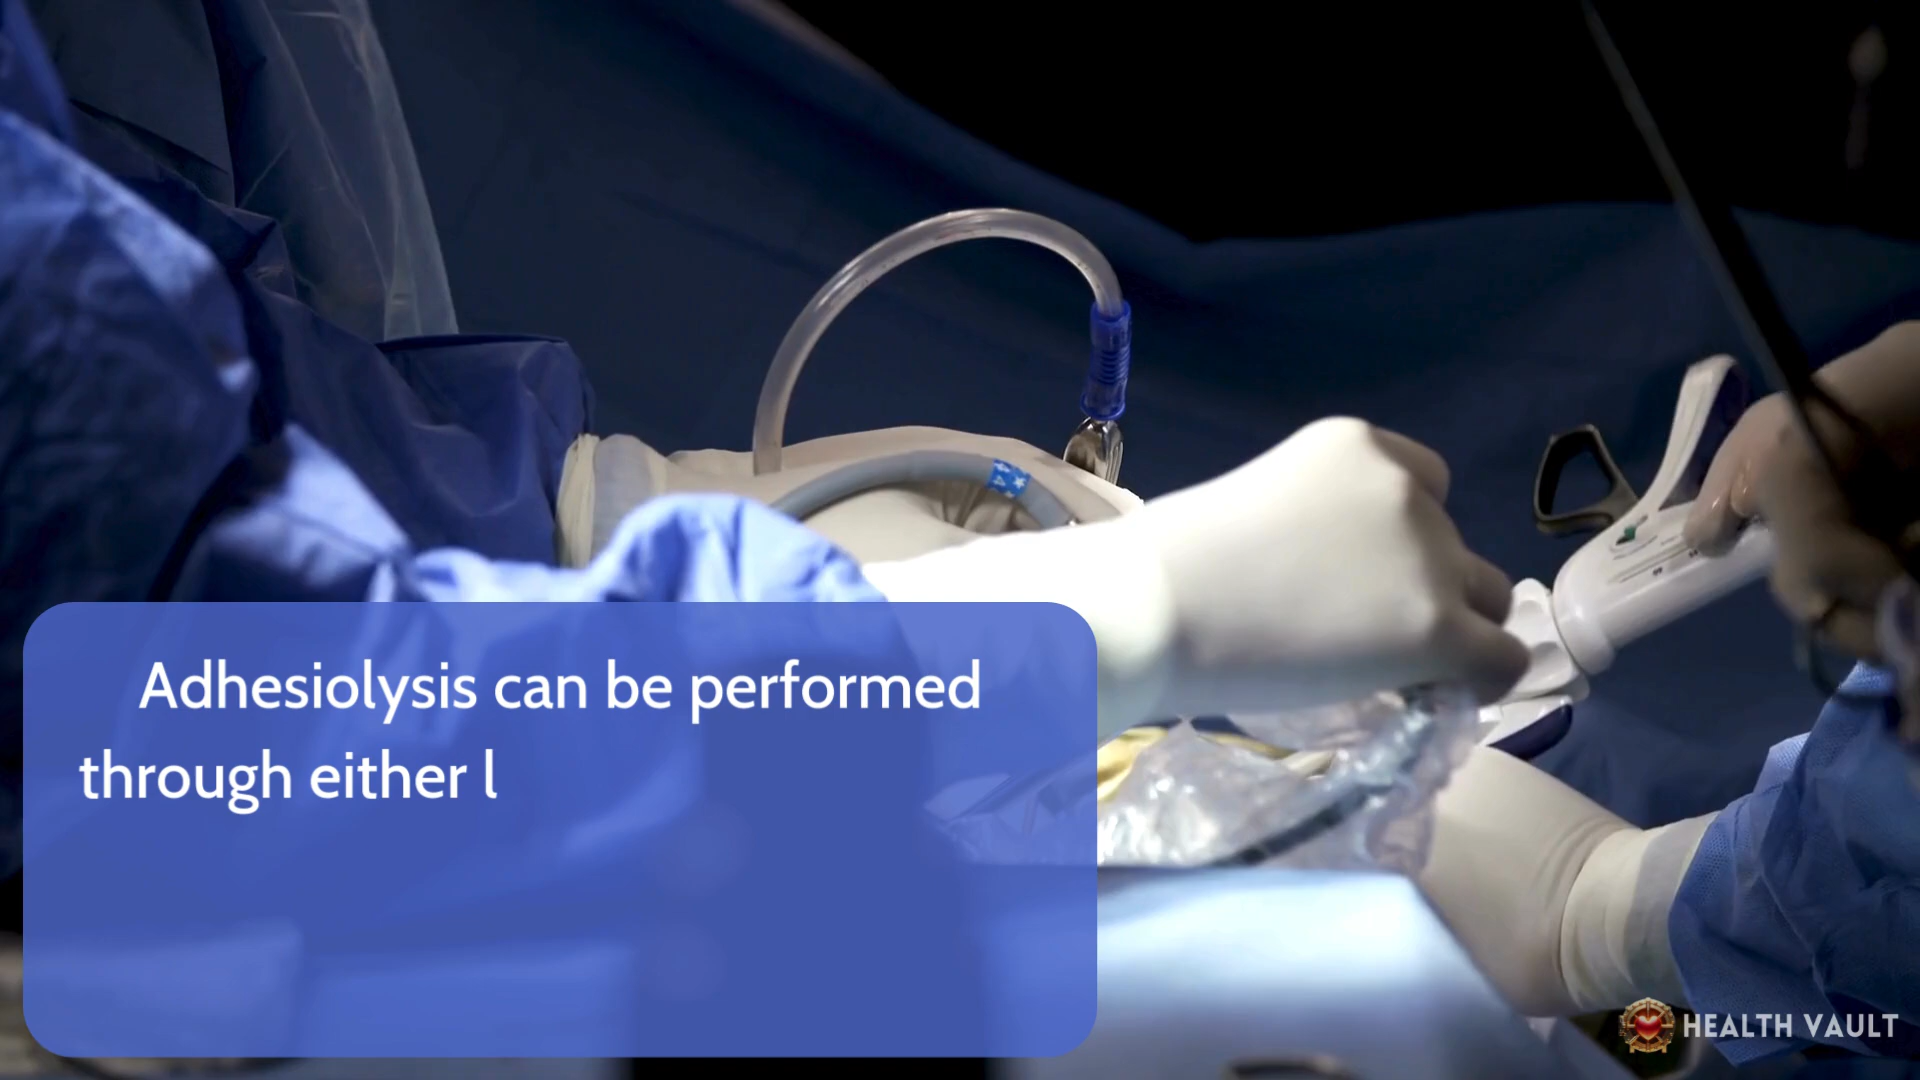 Adhesiolysis can be performed
through either l
HEALTH VAULT